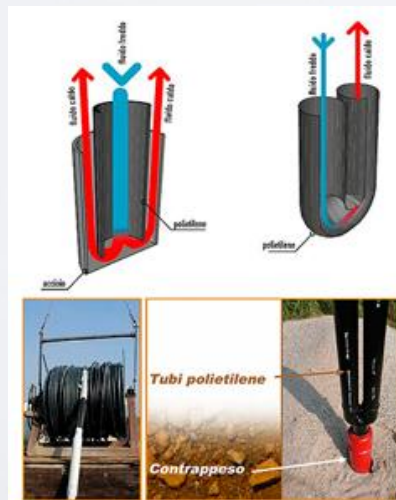 fluido freddo
fluido caldo
fluido caldo
polietilene
acciaio
fluido freddo
fluido caldo
polietilene
Tubi polietilene
Contrappeso